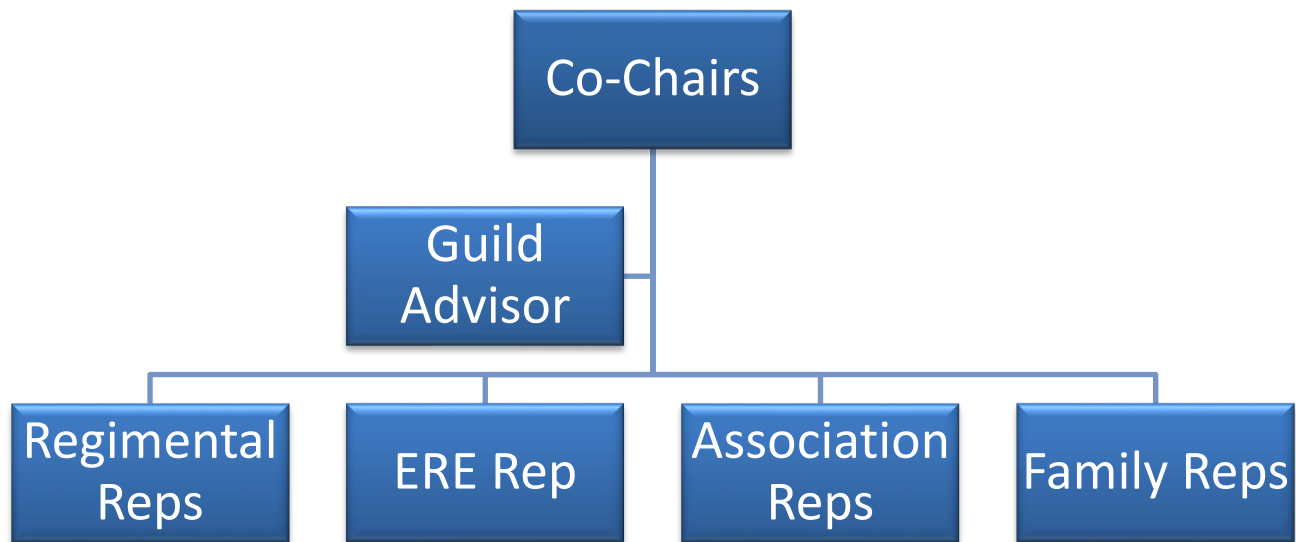 Co-Chairs
Guild
Advisor
Regimental
Reps
ERE Rep
Association
Reps
Family Reps